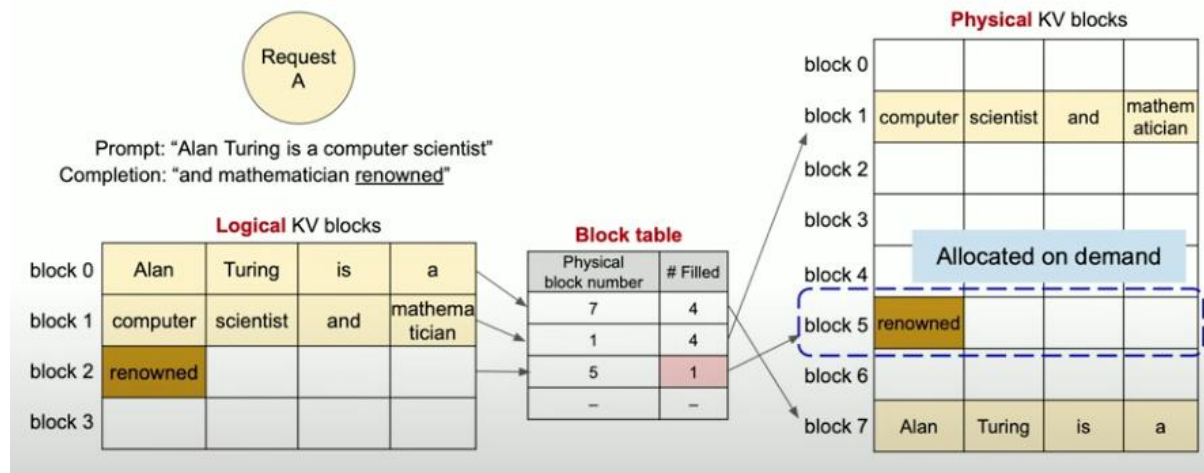 Request
A
Prompt: “Alan Turing is a computer scientist”
Completion: “and mathematician renowned”
Logical KV blocks
block 0 Alan Turing is a
block 1 computer scientist and mathema
tician
block 2 renowned
block 3
Block table
Physical
block number # Filled
7 4
1 4
5 1
– –
Physical KV blocks
block 0
block 1 computer scientist and mathem
atician
block 2
block 3
Allocated on demand
block 4
block 5 renowned
block 6
block 7 Alan Turing is a